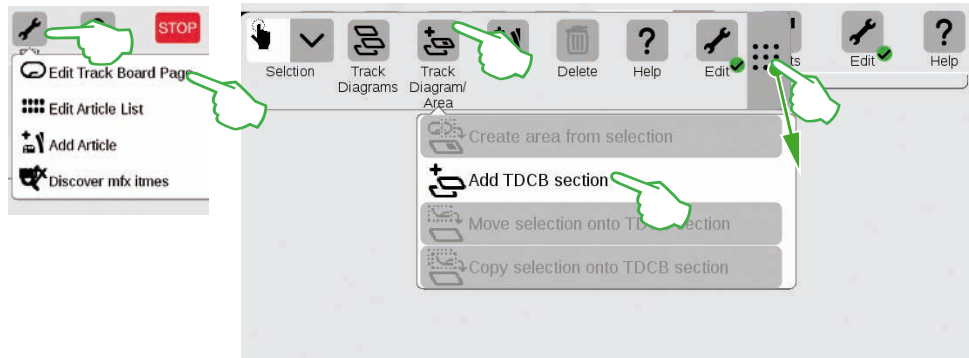 STOP
Edit Track Board Page
Edit Article List
Add Article
Discover mfx itmes
Selction
Track
Diagrams
Track
Diagram/
Area
Delete
Help
Edit
ts
Edit
Help
Create area from selection
Add TDCB section
Move selection onto section
Copy selection onto TDCB section